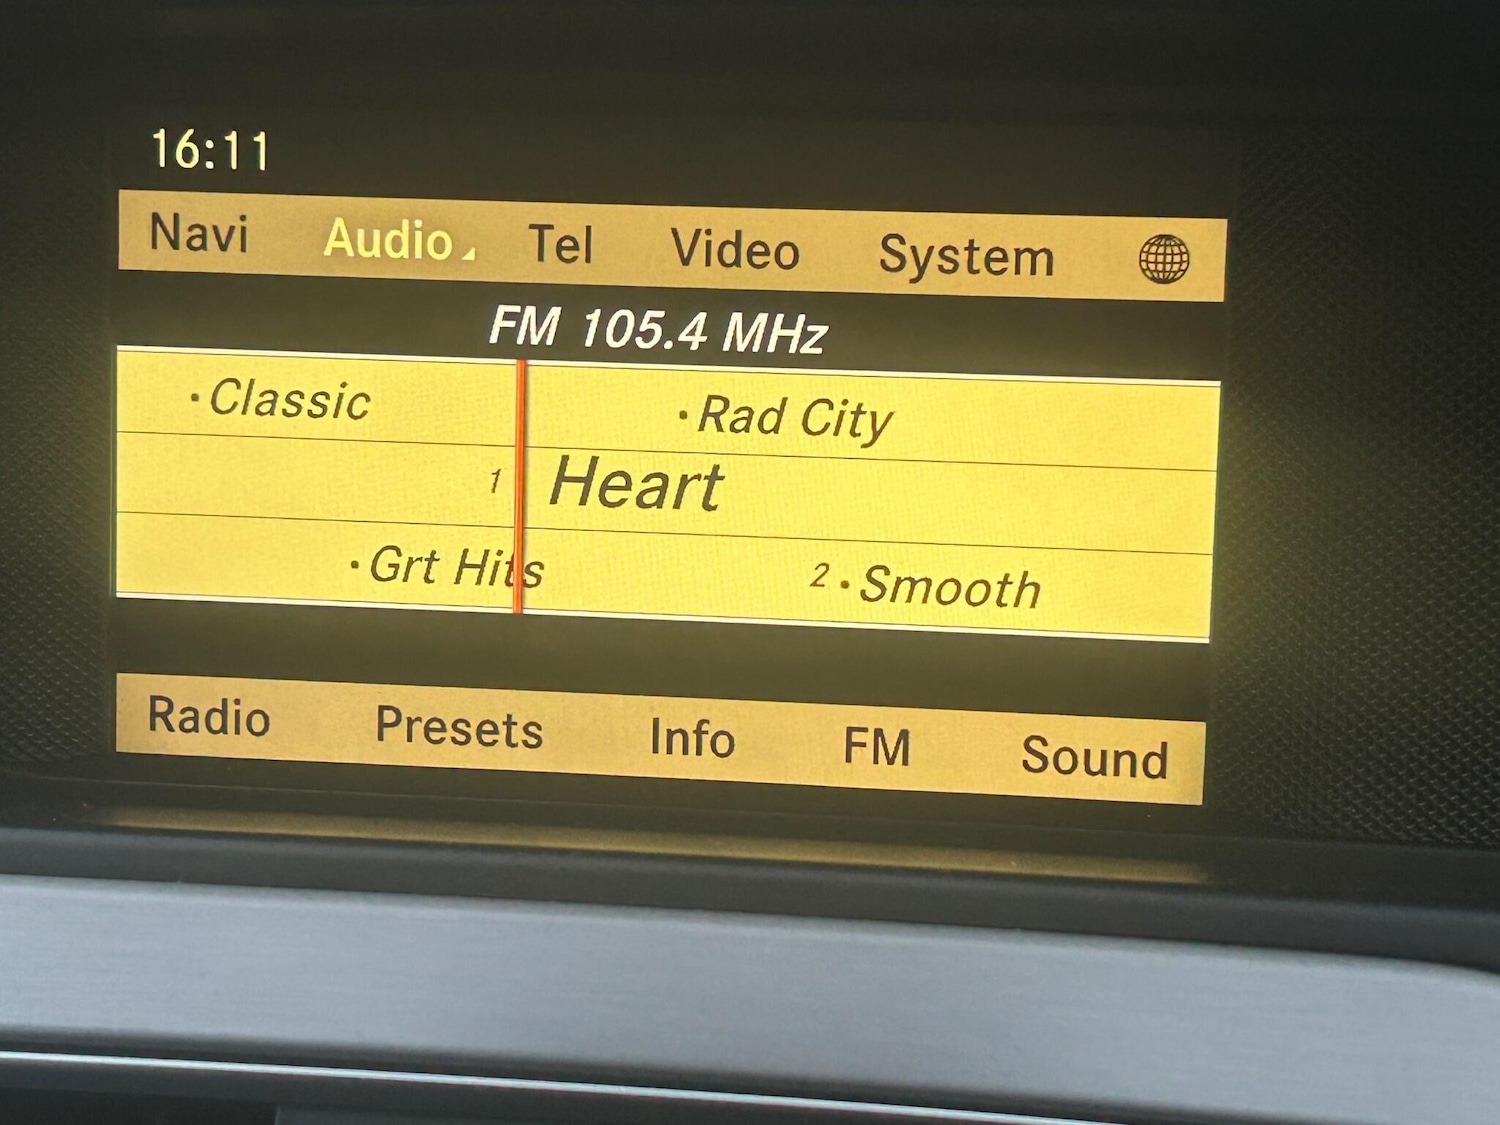 16:11
Navi Audio Tel Video System
FM 105.4 MHz
·Classic ·Rad City
1 Heart
·Grt Hits 2·Smooth
Radio Presets Info FM Sound